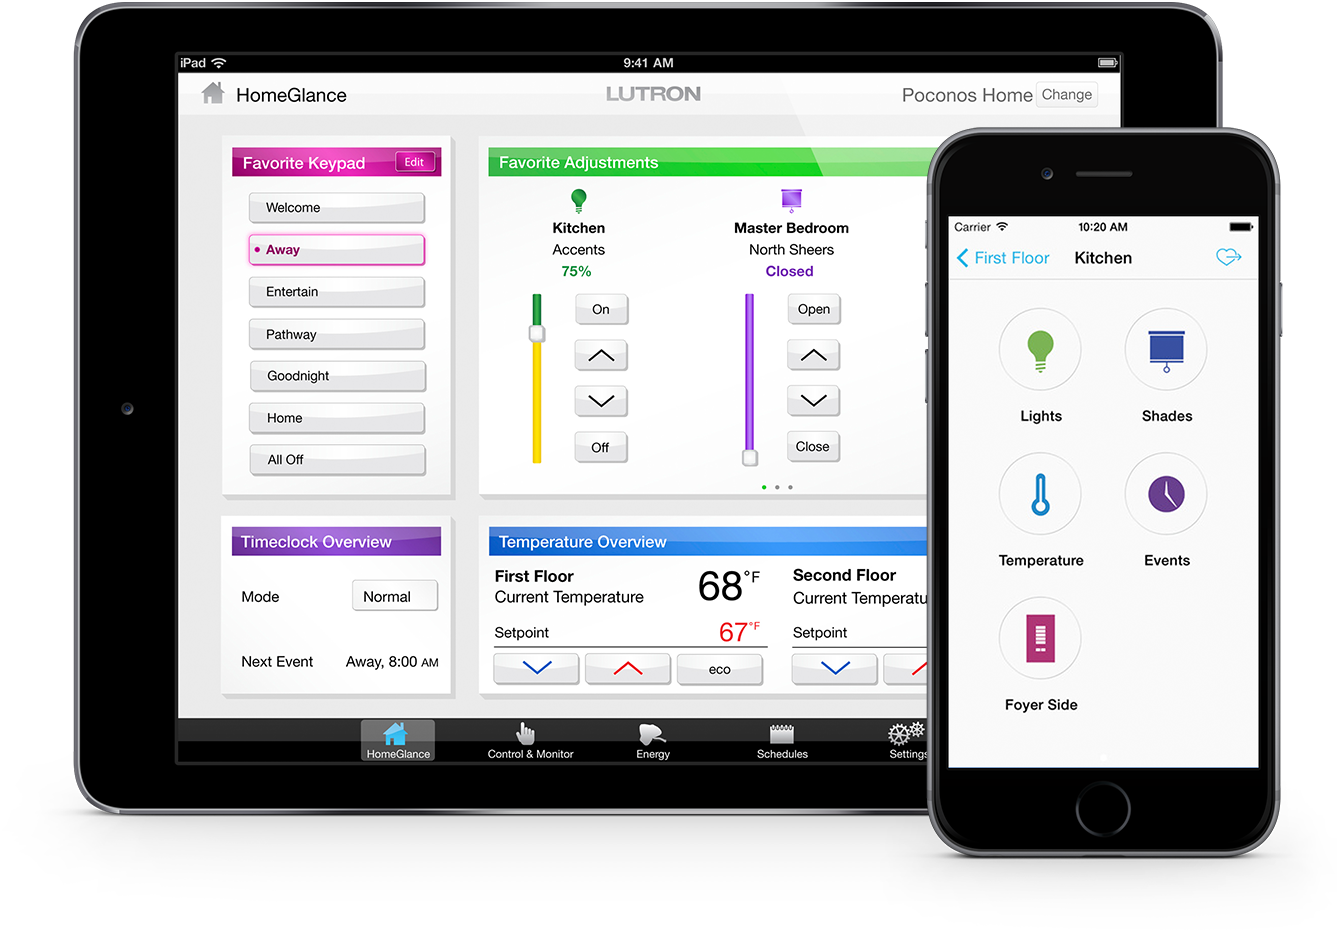 iPad
9:41 AM
HomeGlance
LUTRON
Poconos Home
Change
Favorite Keypad
Edit
Welcome
Away
Entertain
Pathway
Goodnight
Home
All Off
Favorite Adjustments
Kitchen
Accents
75%
On
Off
Master Bedroom
North Sheers
Closed
Open
Close
Timeclock Overview
Mode
Normal
Next Event
Away, 8:00 AM
Temperature Overview
First Floor
Current Temperature
68°F
Setpoint
67°F
eco
Second Floor
Current Temperatu
Setpoint
HomeGlance
Control & Monitor
Energy
Schedules
Settings
Carrier
10:20 AM
First Floor
Kitchen
Lights
Shades
Temperature
Events
Foyer Side